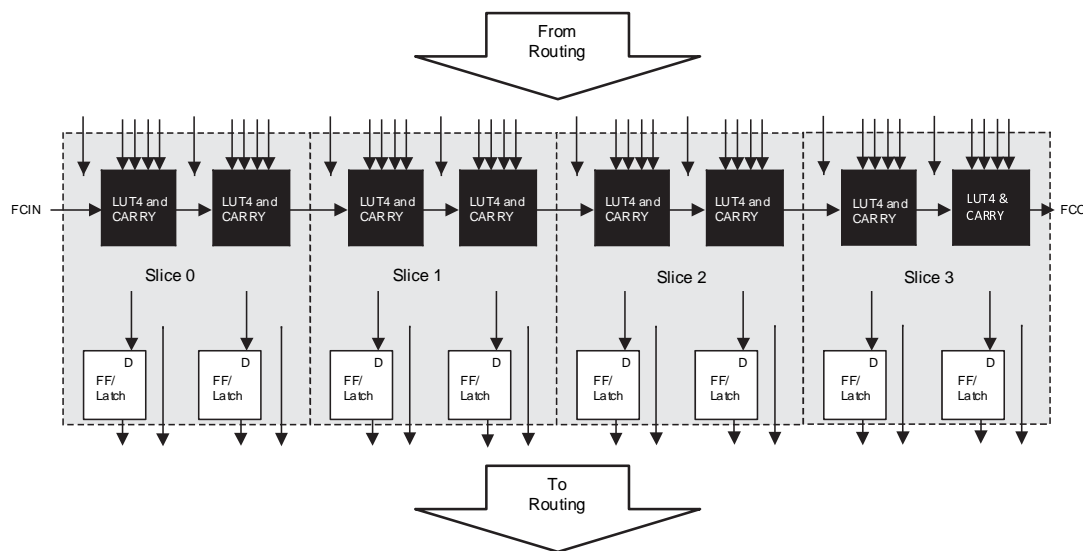 From
Routing
FCIN
LUT4 and
CARRY
LUT4 and
CARRY
LUT4 and
CARRY
LUT4 and
CARRY
LUT4 and
CARRY
LUT4 and
CARRY
LUT4 and
CARRY
LUT4 &
CARRY
FCO
Slice 0
Slice 1
Slice 2
Slice 3
D
FF/
Latch
D
FF/
Latch
D
FF/
Latch
D
FF/
Latch
D
FF/
Latch
D
FF/
Latch
D
FF/
Latch
D
FF/
Latch
To
Routing